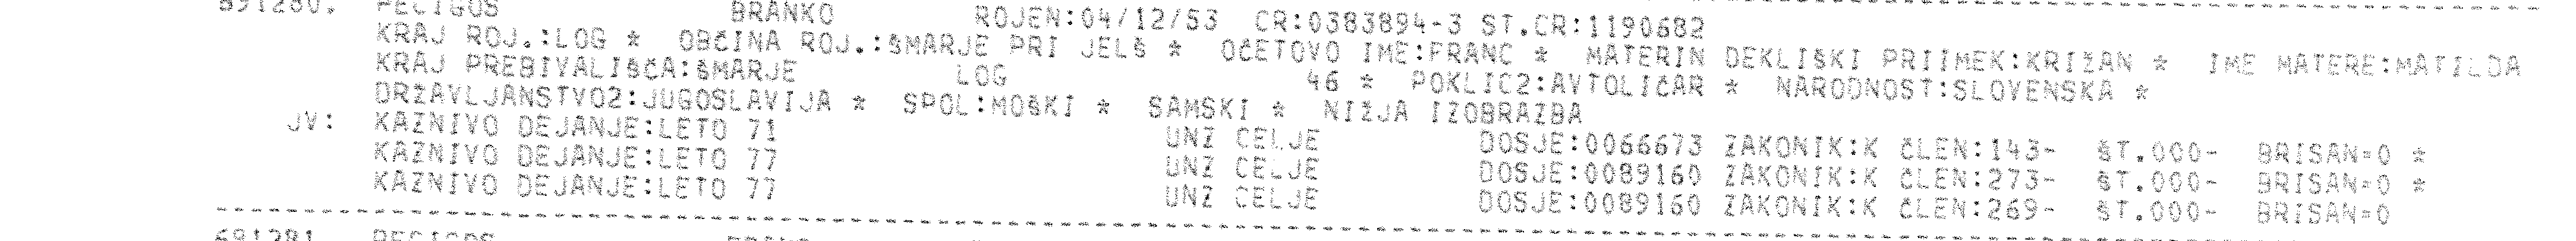 691280. PECIGOS BRANKO ROJEN:04/12/53 CR:0383894-3 ST.CR:1190682
KRAJ ROJ.:LOG * OBČINA ROJ.:ŠMARJE PRI JELŠ * OČETOVO IME:FRANC * MATERIN DEKLIŠKI PRIIMEK:KRIŽAN * IME MATERE:MATILDA
KRAJ PREBIVALIŠČA:ŠMARJE LOG 46 * POKLIC2:AVTOLIČAR * NARODNOST:SLOVENSKA *
DRŽAVLJANSTVO2:JUGOSLAVIJA * SPOL:MOŠKI * SAMSKI * NIŽJA IZOBRAZBA
JV: KAZNIVO DEJANJE:LETO 71 UNZ CELJE DOSJE:0066673 ZAKONIK:K ČLEN:143- ŠT.000- BRISAN=0 *
KAZNIVO DEJANJE:LETO 77 UNZ CELJE DOSJE:0089160 ZAKONIK:K ČLEN:273- ŠT.000- BRISAN=0 *
KAZNIVO DEJANJE:LETO 77 UNZ CELJE DOSJE:0089160 ZAKONIK:K ČLEN:269- ŠT.000- BRISAN=0
691281 PECIGOS